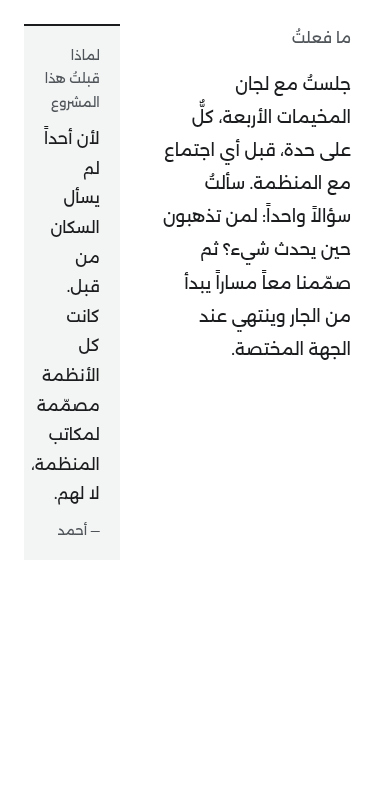 ما فعلتُ
جلستُ مع لجان
المخيمات الأربعة، كلٌّ
على حدة، قبل أي اجتماع
مع المنظمة. سألتُ
سؤالاً واحداً: لمن تذهبون
حين يحدث شيء؟ ثم
صمّمنا معاً مساراً يبدأ
من الجار وينتهي عند
الجهة المختصة.
لماذا
قبلتُ هذا
المشروع
لأن أحداً
لم
يسأل
السكان
من
قبل.
كانت
كل
الأنظمة
مصمّمة
لمكاتب
المنظمة،
لا لهم.
— أحمد